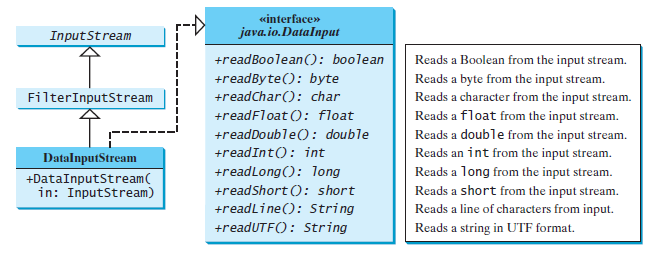 InputStream
FilterInputStream
DataInputStream
+DataInputStream(
in: InputStream)
«interface»
java.io.DataInput
+readBoolean(): boolean
+readByte(): byte
+readChar(): char
+readFloat(): float
+readDouble(): double
+readInt(): int
+readLong(): long
+readShort(): short
+readLine(): String
+readUTF(): String
Reads a Boolean from the input stream.
Reads a byte from the input stream.
Reads a character from the input stream.
Reads a float from the input stream.
Reads a double from the input stream.
Reads an int from the input stream.
Reads a long from the input stream.
Reads a short from the input stream.
Reads a line of characters from input.
Reads a string in UTF format.